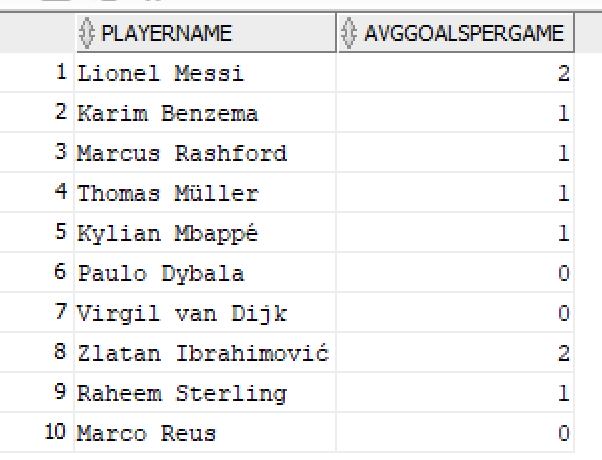 PLAYERNAME AVGGOALSPERGAME
1 Lionel Messi 2
2 Karim Benzema 1
3 Marcus Rashford 1
4 Thomas Müller 1
5 Kylian Mbappé 1
6 Paulo Dybala 0
7 Virgil van Dijk 0
8 Zlatan Ibrahimović 2
9 Raheem Sterling 1
10 Marco Reus 0